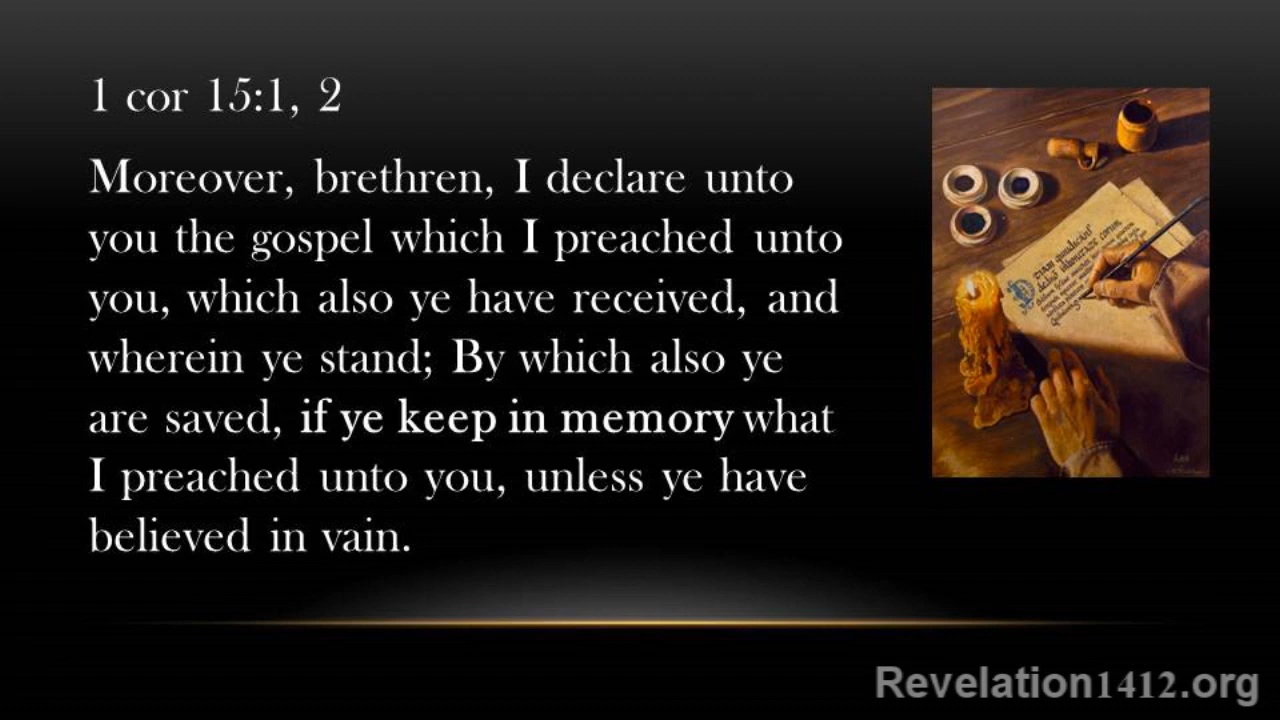 1 cor 15:1, 2
Moreover, brethren, I declare unto
you the gospel which I preached unto
you, which also ye have received, and
wherein ye stand; By which also ye
are saved, if ye keep in memory what
I preached unto you, unless ye have
believed in vain.
Revelation1412.org